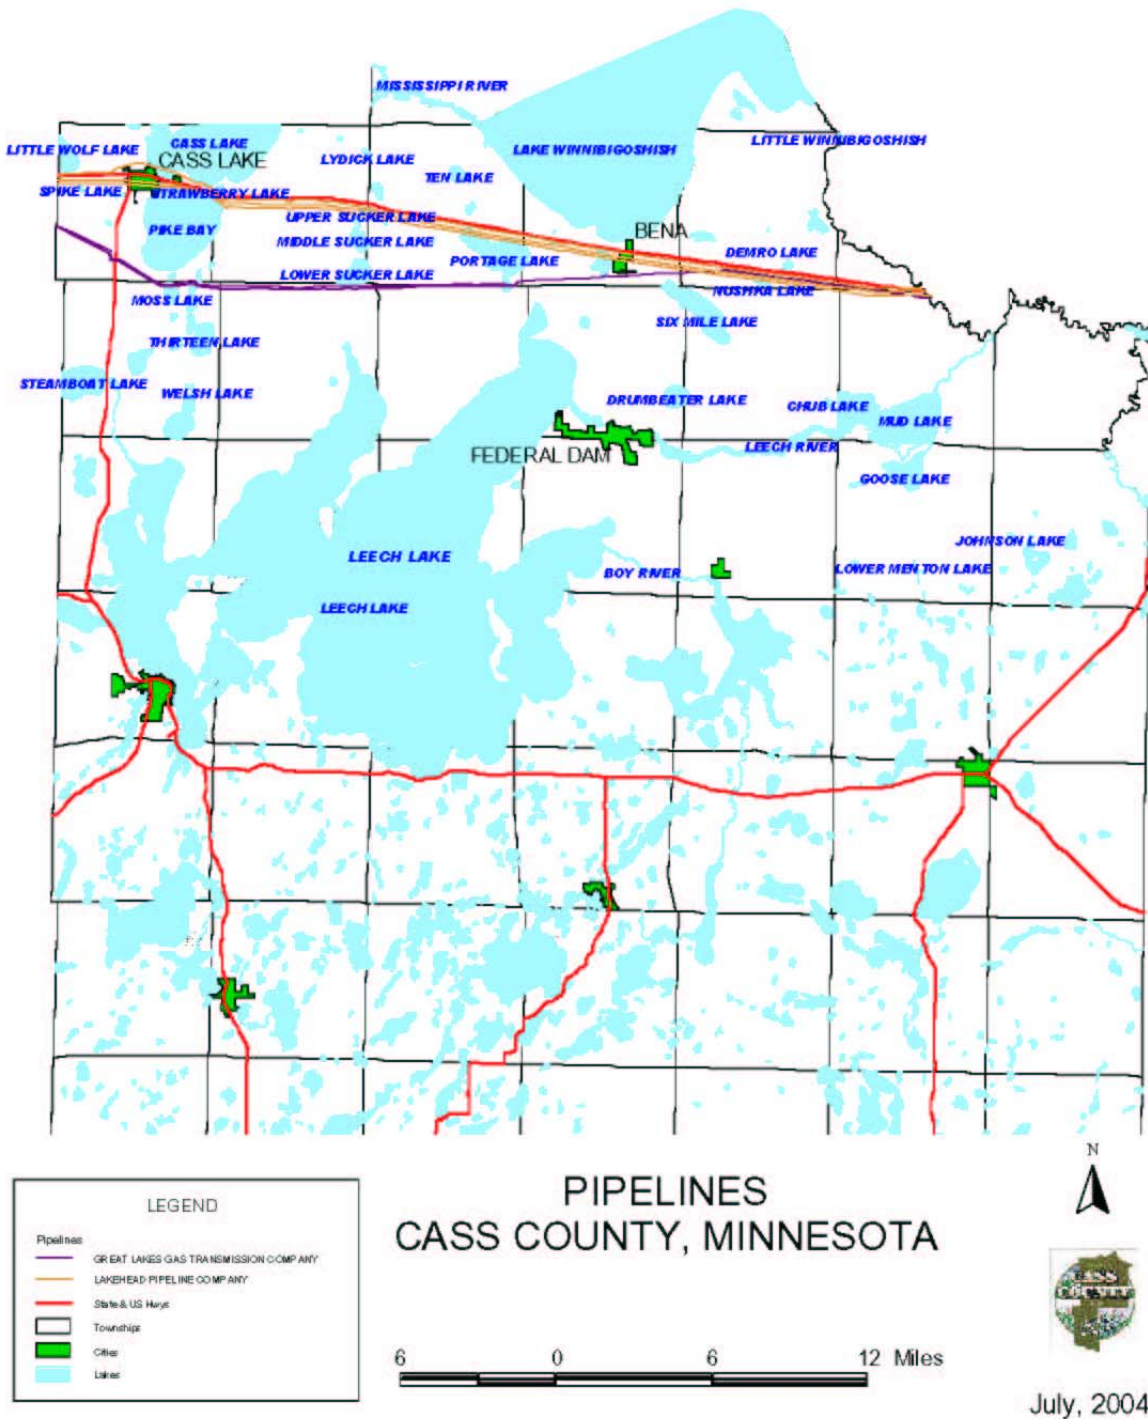 MISSISSIPPI RIVER
LITTLE WOLF LAKE
CASS LAKE
CASS LAKE
LYDICK LAKE
TEN LAKE
LAKE WINNIBIGOSHISH
LITTLE WINNIBIGOSHISH
SPIKE LAKE
STRAWBERRY LAKE
UPPER SUCKER LAKE
PIKE BAY
MIDDLE SUCKER LAKE
BENA
PORTAGE LAKE
DEMRO LAKE
LOWER SUCKER LAKE
MOSS LAKE
NUSHKA LAKE
SIX MILE LAKE
THIRTEEN LAKE
STEAMBOAT LAKE
WELSH LAKE
DRUMBEATER LAKE
CHUB LAKE
MUD LAKE
FEDERAL DAM
LEECH RIVER
GOOSE LAKE
LEECH LAKE
JOHNSON LAKE
BOY RIVER
LOWER MENTON LAKE
LEECH LAKE
LEGEND
Pipelines
GREAT LAKES GAS TRANSMISSION COMPANY
LAKEHEAD PIPELINE COMPANY
State & US Hwys
Townships
Cities
Lakes
PIPELINES
CASS COUNTY, MINNESOTA
6 0 6 12 Miles
N
CASS
COUNTY
July, 2004